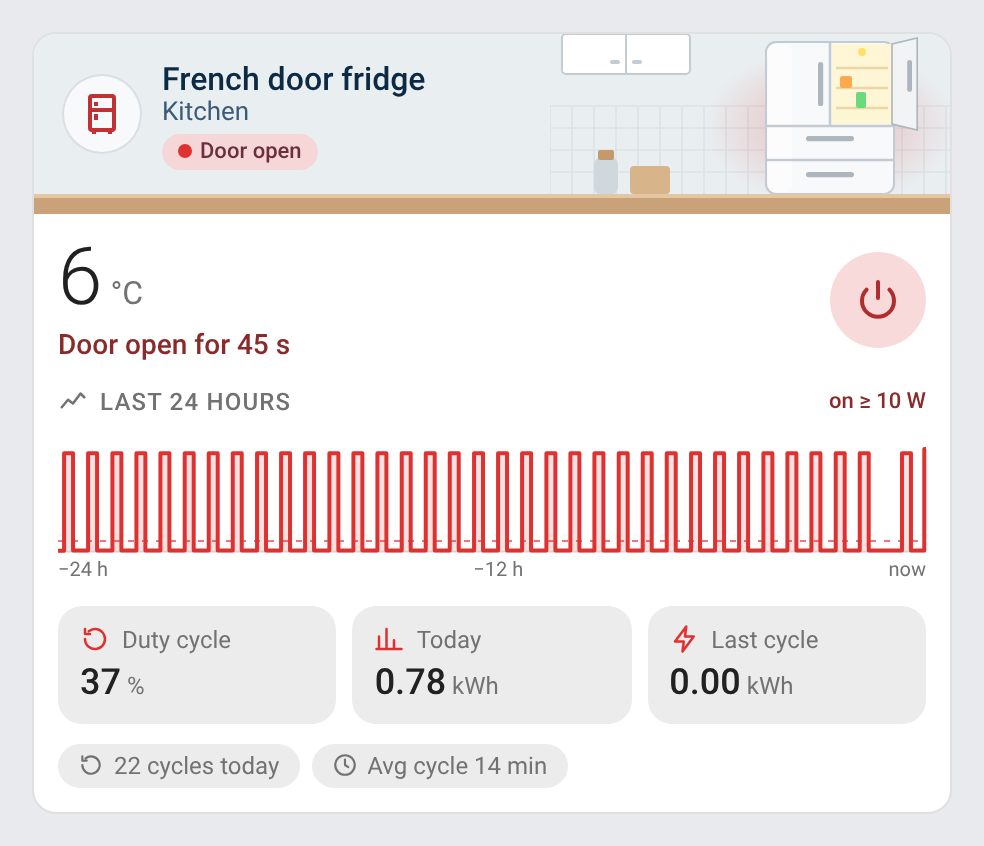 French door fridge
Kitchen
Door open
6 °C
Door open for 45 s
LAST 24 HOURS
on ≥ 10 W
−24 h
−12 h
now
Duty cycle
37 %
Today
0.78 kWh
Last cycle
0.00 kWh
22 cycles today
Avg cycle 14 min